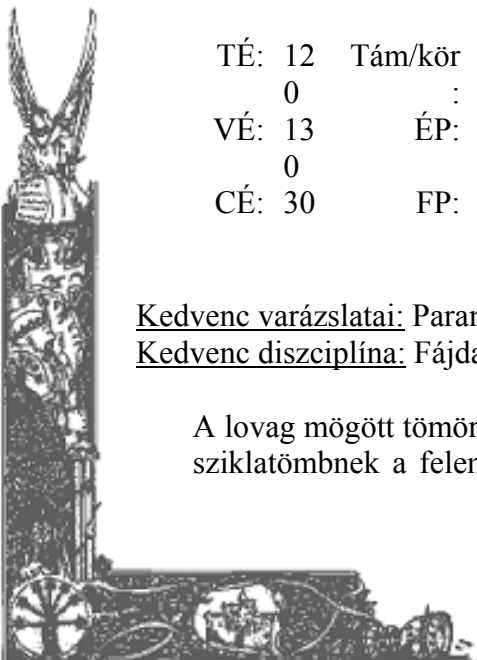 TÉ: 12 Tám/kör
0 :
VÉ: 13 ÉP:
0
CÉ: 30 FP:
Kedvenc varázslatai: Paran
Kedvenc diszciplína: Fájda
A lovag mögött tömör
sziklatömbnek a felen